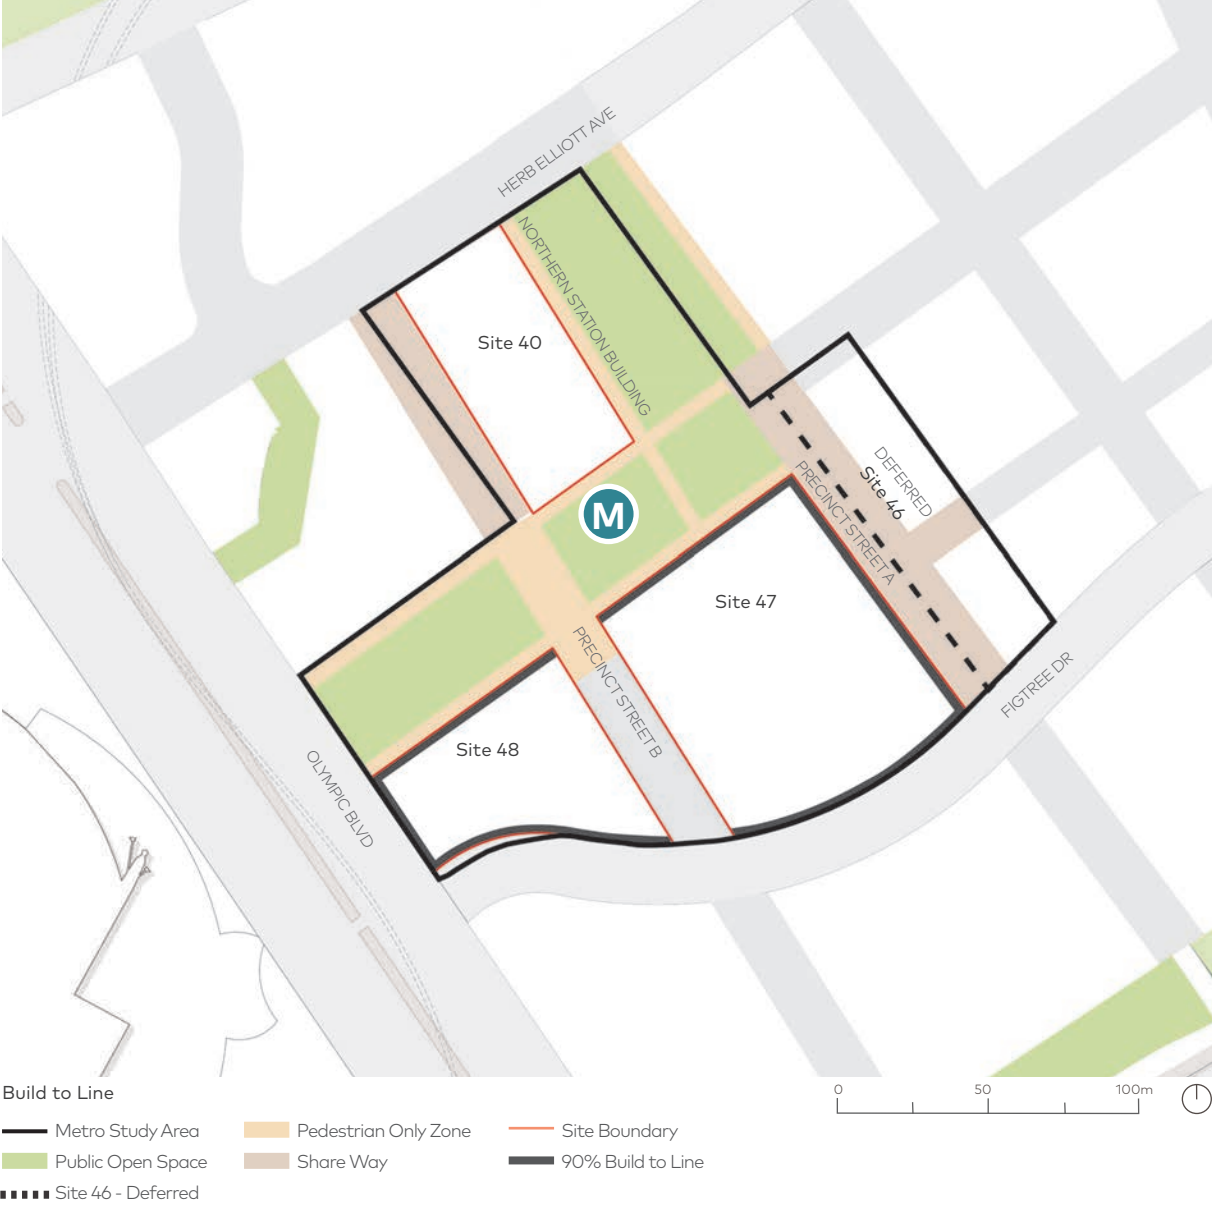 HERB ELLIOTT AVE
NORTHERN STATION BUILDING
Site 40
DEFERRED
Site 46
M
PRECINCT STREET A
Site 47
PRECINCT STREET B
FIGTREE DR
Site 48
OLYMPIC BLVD
Build to Line
0 50 100m
Metro Study Area
Pedestrian Only Zone
Site Boundary
Public Open Space
Share Way
90% Build to Line
Site 46 - Deferred